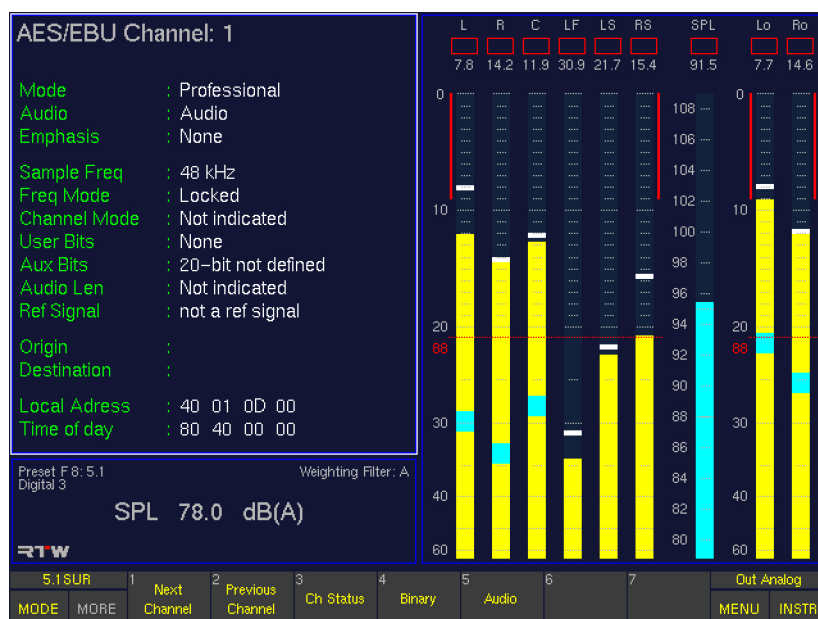 AES/EBU Channel: 1
Mode : Professional
Audio : Audio
Emphasis : None
Sample Freq : 48 kHz
Freq Mode : Locked
Channel Mode : Not indicated
User Bits : None
Aux Bits : 20-bit not defined
Audio Len : Not indicated
Ref Signal : not a ref signal
Origin :
Destination :
Local Adress : 40 01 0D 00
Time of day : 80 40 00 00
Preset F 8: 5.1 Weighting Filter: A
Digital 3
SPL 78.0 dB(A)
RTW
L R C LF LS RS SPL Lo Ro
7.8 14.2 11.9 30.9 21.7 15.4 91.5 7.7 14.6
0
10
20
88
30
40
60
108
106
104
102
100
98
96
94
92
90
88
86
84
82
80
0
10
20
88
30
40
60
5.1SUR 1 2 3 4 5 6 7 Out Analog
MODE MORE Next Channel Previous Channel Ch Status Binary Audio MENU INSTR